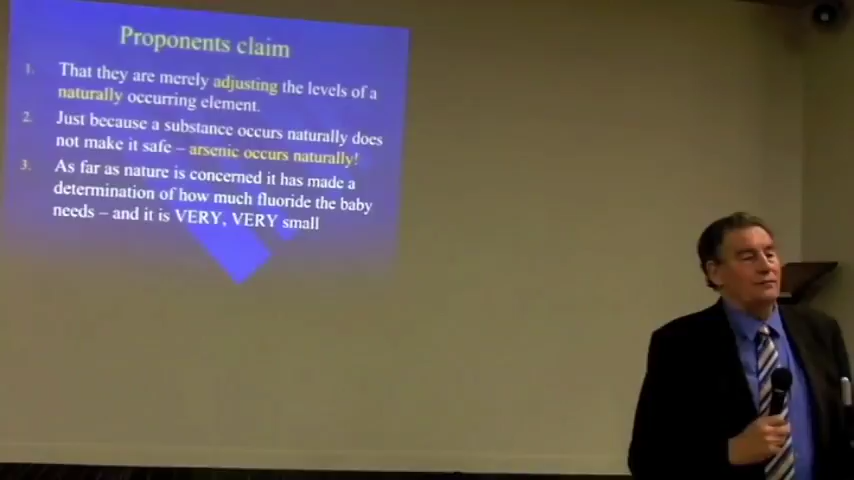 Proponents claim
1. That they are merely adjusting the levels of a
naturally occurring element.
2. Just because a substance occurs naturally does
not make it safe – arsenic occurs naturally!
3. As far as nature is concerned it has made a
determination of how much fluoride the baby
needs – and it is VERY, VERY small